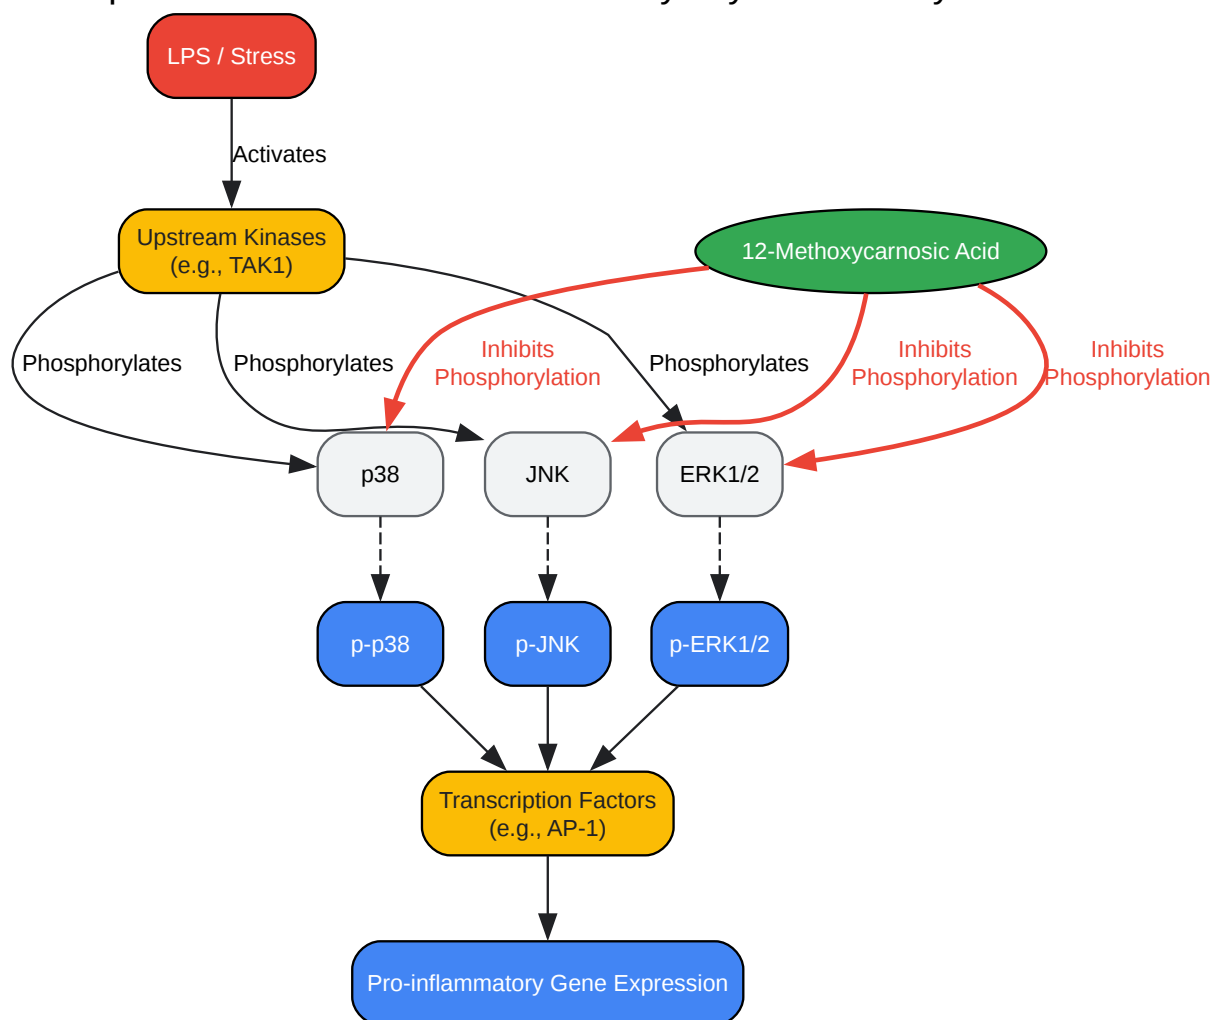 LPS / Stress
Activates
Upstream Kinases
(e.g., TAK1)
12-Methoxycarnosic Acid
Phosphorylates
Phosphorylates
Inhibits
Phosphorylation
Phosphorylates
Inhibits
Phosphorylation
Inhibits
Phosphorylation
p38
JNK
ERK1/2
p-p38
p-JNK
p-ERK1/2
Transcription Factors
(e.g., AP-1)
Pro-inflammatory Gene Expression